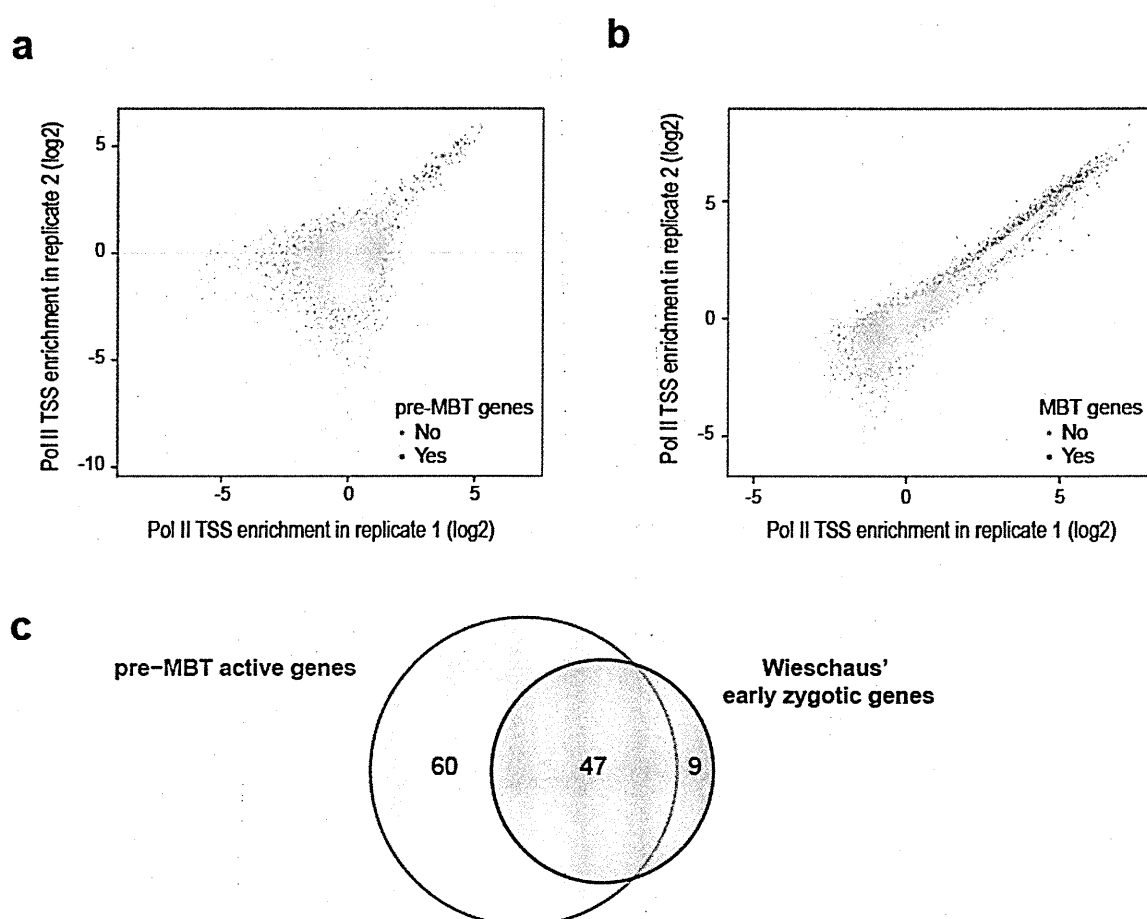 a
Pol II TSS enrichment in replicate 2 (log2)
5
0
-5
-10
-5
0
5
Pol II TSS enrichment in replicate 1 (log2)
pre-MBT genes
No
Yes
b
Pol II TSS enrichment in replicate 2 (log2)
5
0
-5
-5
0
5
Pol II TSS enrichment in replicate 1 (log2)
MBT genes
No
Yes
c
pre-MBT active genes
Wieschaus'
early zygotic genes
60
47
9